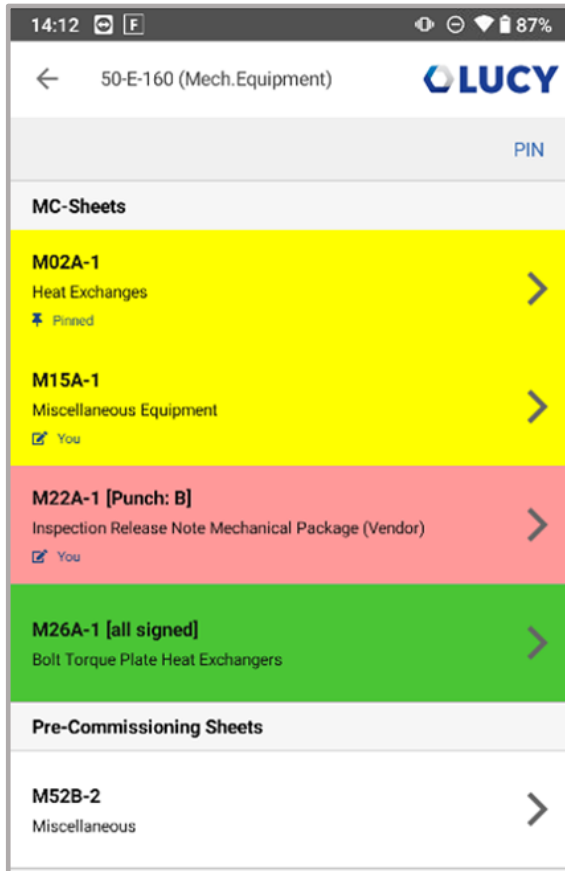 14:12 F 87%
50-E-160 (Mech.Equipment) LUCY
PIN
MC-Sheets
M02A-1
Heat Exchanges
Pinned
M15A-1
Miscellaneous Equipment
You
M22A-1 [Punch: B]
Inspection Release Note Mechanical Package (Vendor)
You
M26A-1 [all signed]
Bolt Torque Plate Heat Exchangers
Pre-Commissioning Sheets
M52B-2
Miscellaneous